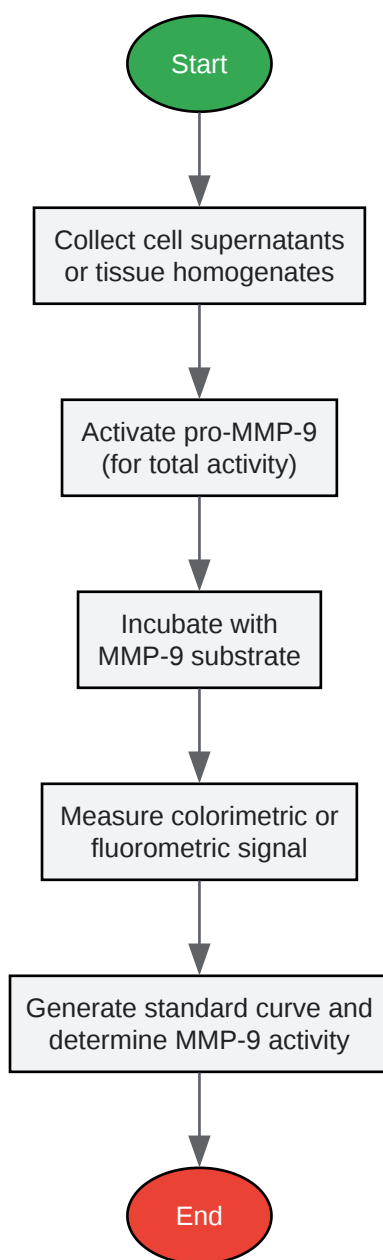 Start
Collect cell supernatants
or tissue homogenates
Activate pro-MMP-9
(for total activity)
Incubate with
MMP-9 substrate
Measure colorimetric or
fluorometric signal
Generate standard curve and
determine MMP-9 activity
End